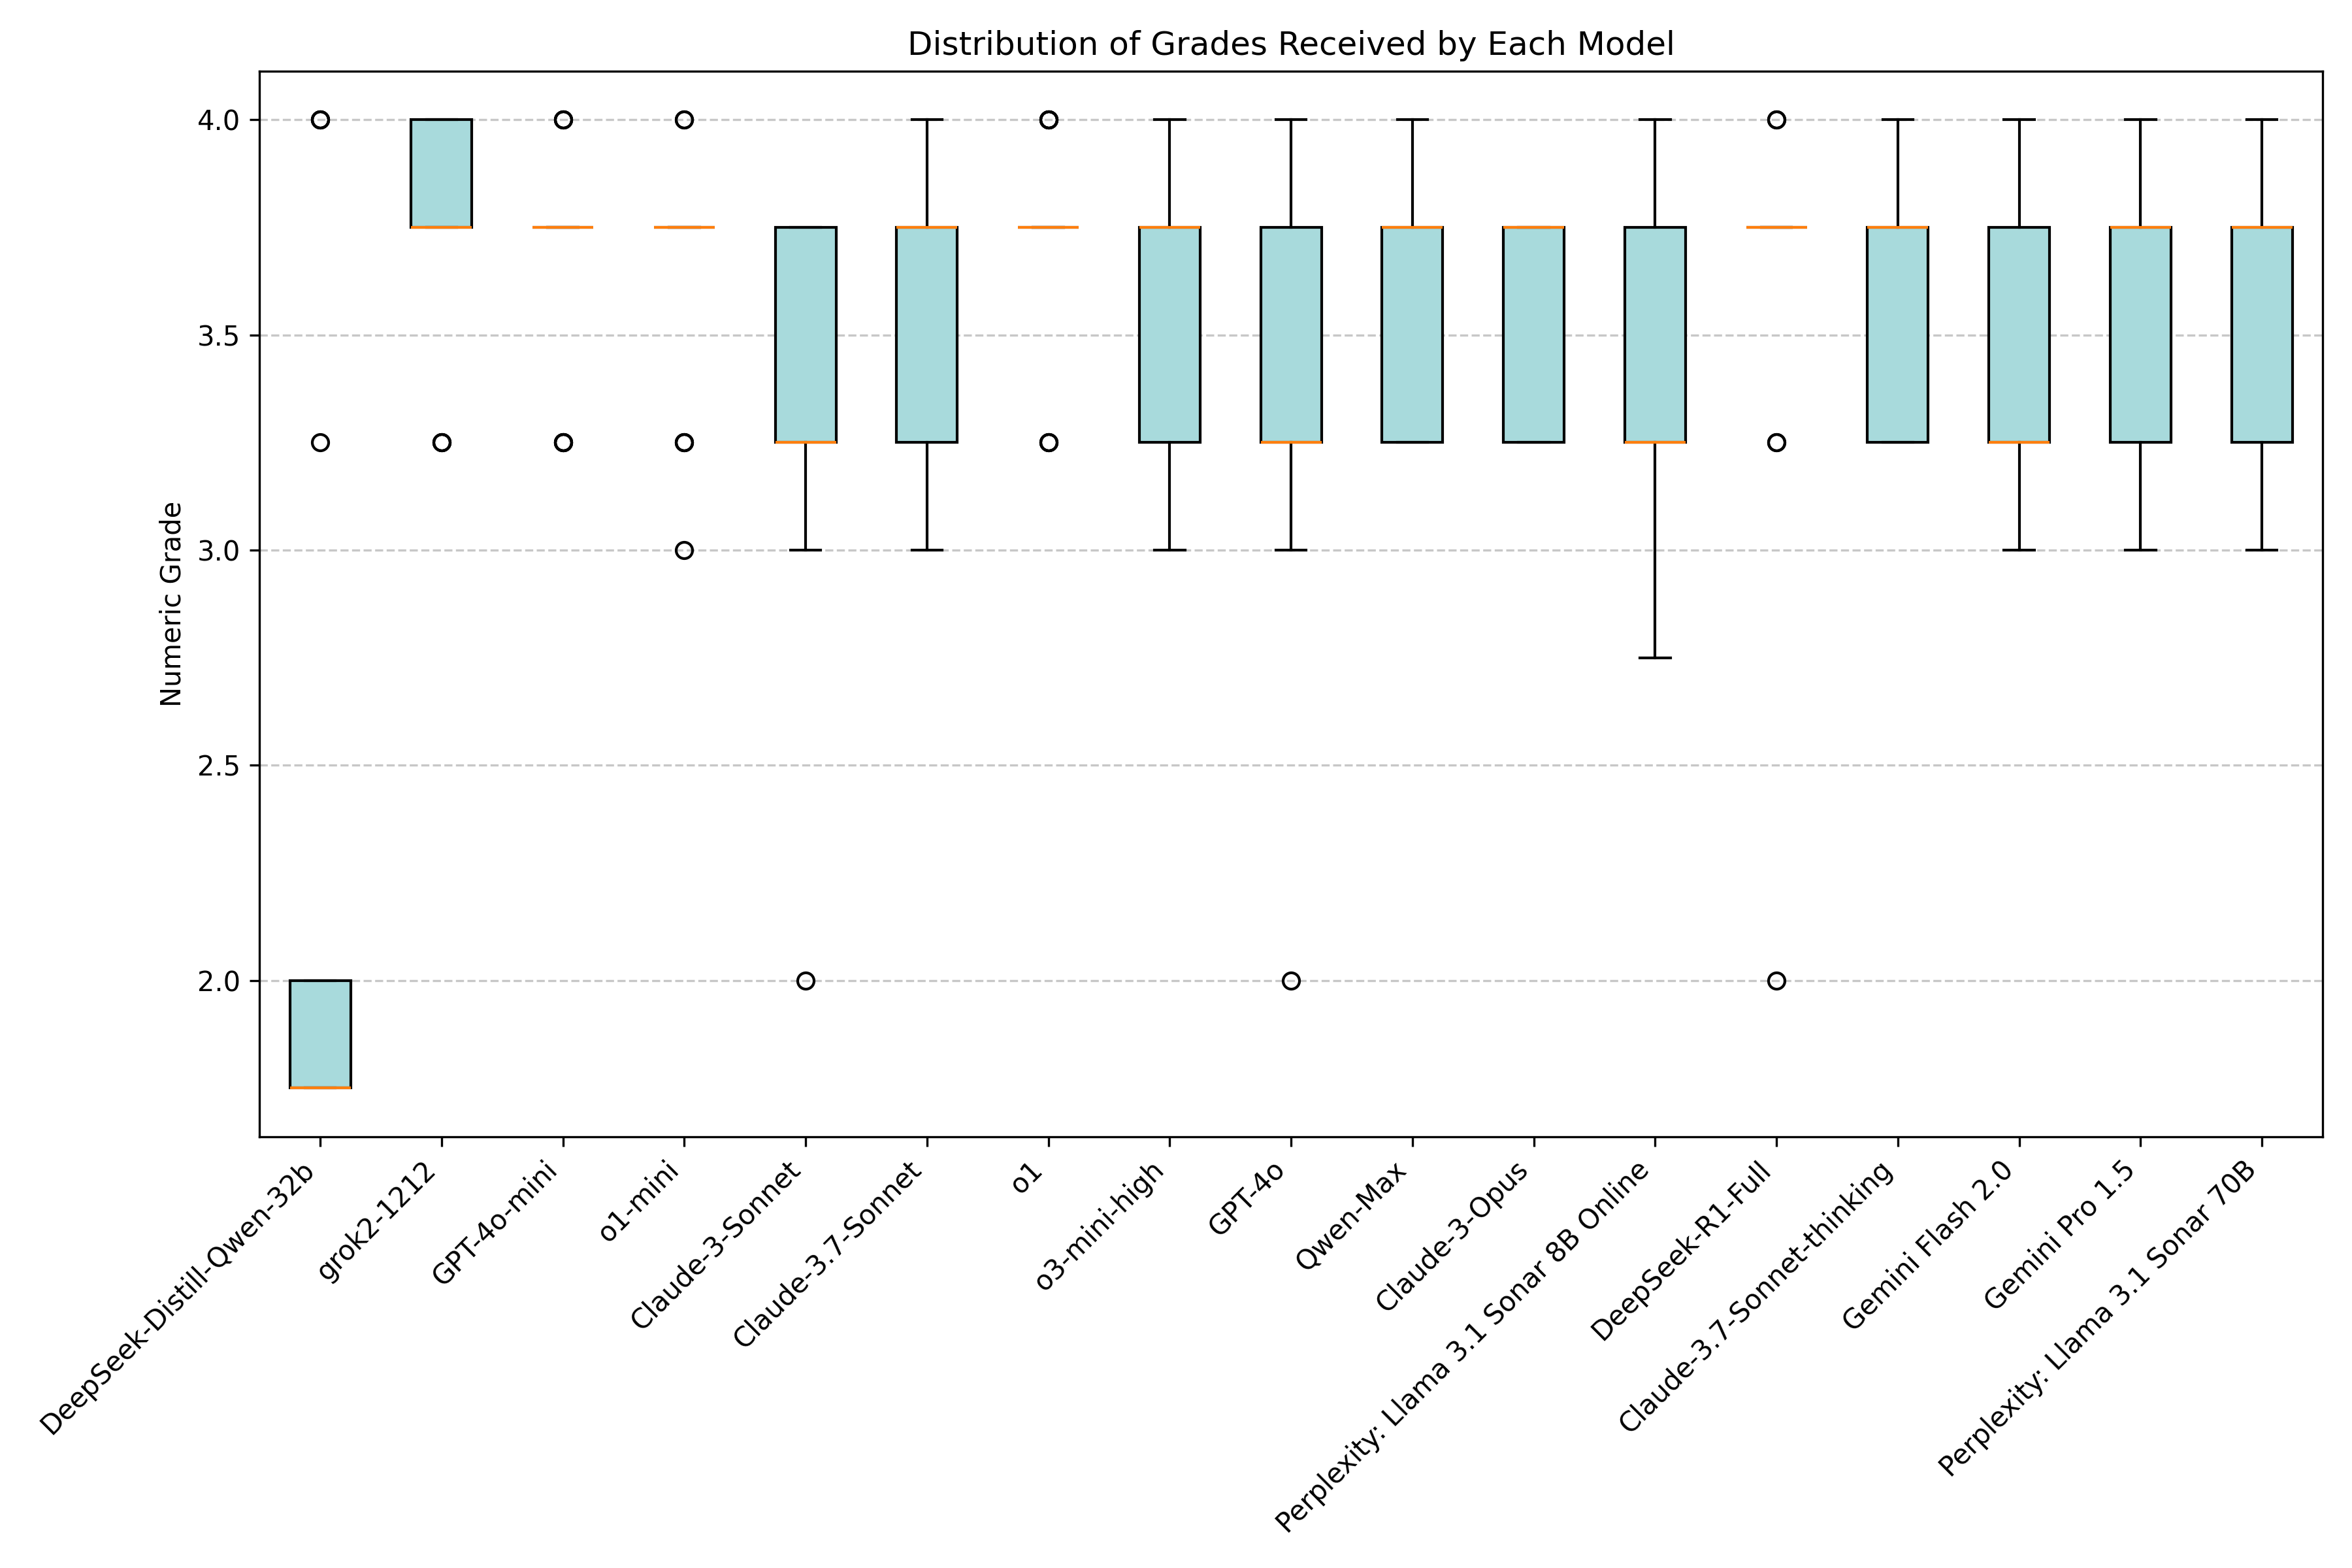 Distribution of Grades Received by Each Model
Numeric Grade
4.0
3.5
3.0
2.5
2.0
DeepSeek-Distill-Qwen-32b
grok2-1212
GPT-4o-mini
o1-mini
Claude-3-Sonnet
Claude-3.7-Sonnet
o1
o3-mini-high
GPT-4o
Qwen-Max
Claude-3-Opus
Perplexity: Llama 3.1 Sonar 8B Online
DeepSeek-R1-Full
Claude-3.7-Sonnet-thinking
Gemini Flash 2.0
Gemini Pro 1.5
Perplexity: Llama 3.1 Sonar 70B